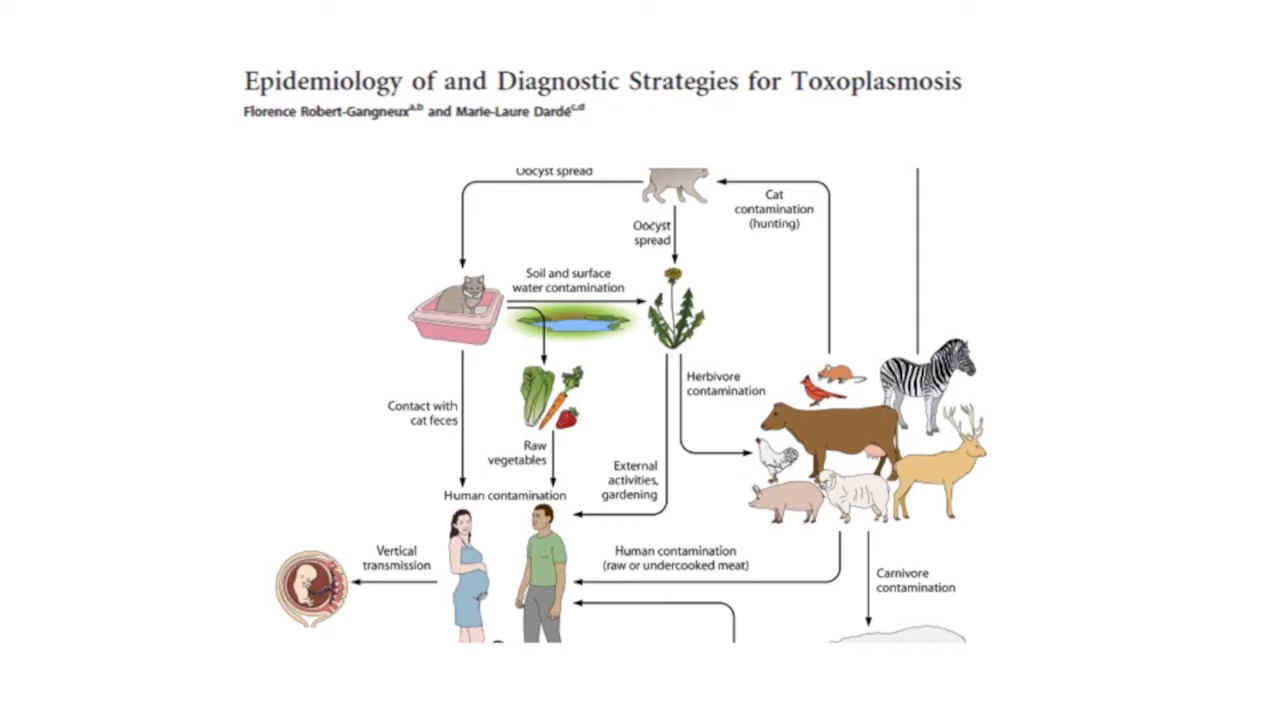 Epidemiology of and Diagnostic Strategies for Toxoplasmosis
Florence Robert-Gangneuxa,b and Marie-Laure Dardéc,d
Oocyst spread
Cat
contamination
(hunting)
Oocyst
spread
Soil and surface
water contamination
Herbivore
contamination
Contact with
cat feces
Raw
vegetables
External
activities,
gardening
Human contamination
Vertical
transmission
Human contamination
(raw or undercooked meat)
Carnivore
contamination